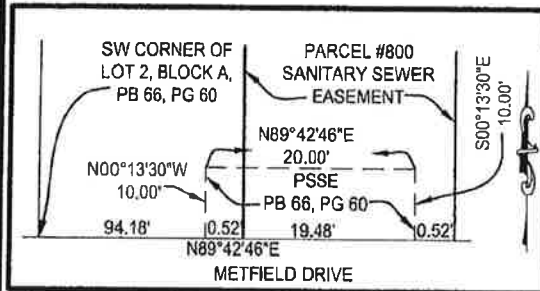 SW CORNER OF
LOT 2, BLOCK A,
PB 66, PG 60
PARCEL #800
SANITARY SEWER
EASEMENT
S00°13'30"E
10.00'
N89°42'46"E
20.00'
N00°13'30"W
10.00'
PSSE
PB 66, PG 60
94.18'
0.52'
19.48'
0.52'
N89°42'46"E
METFIELD DRIVE